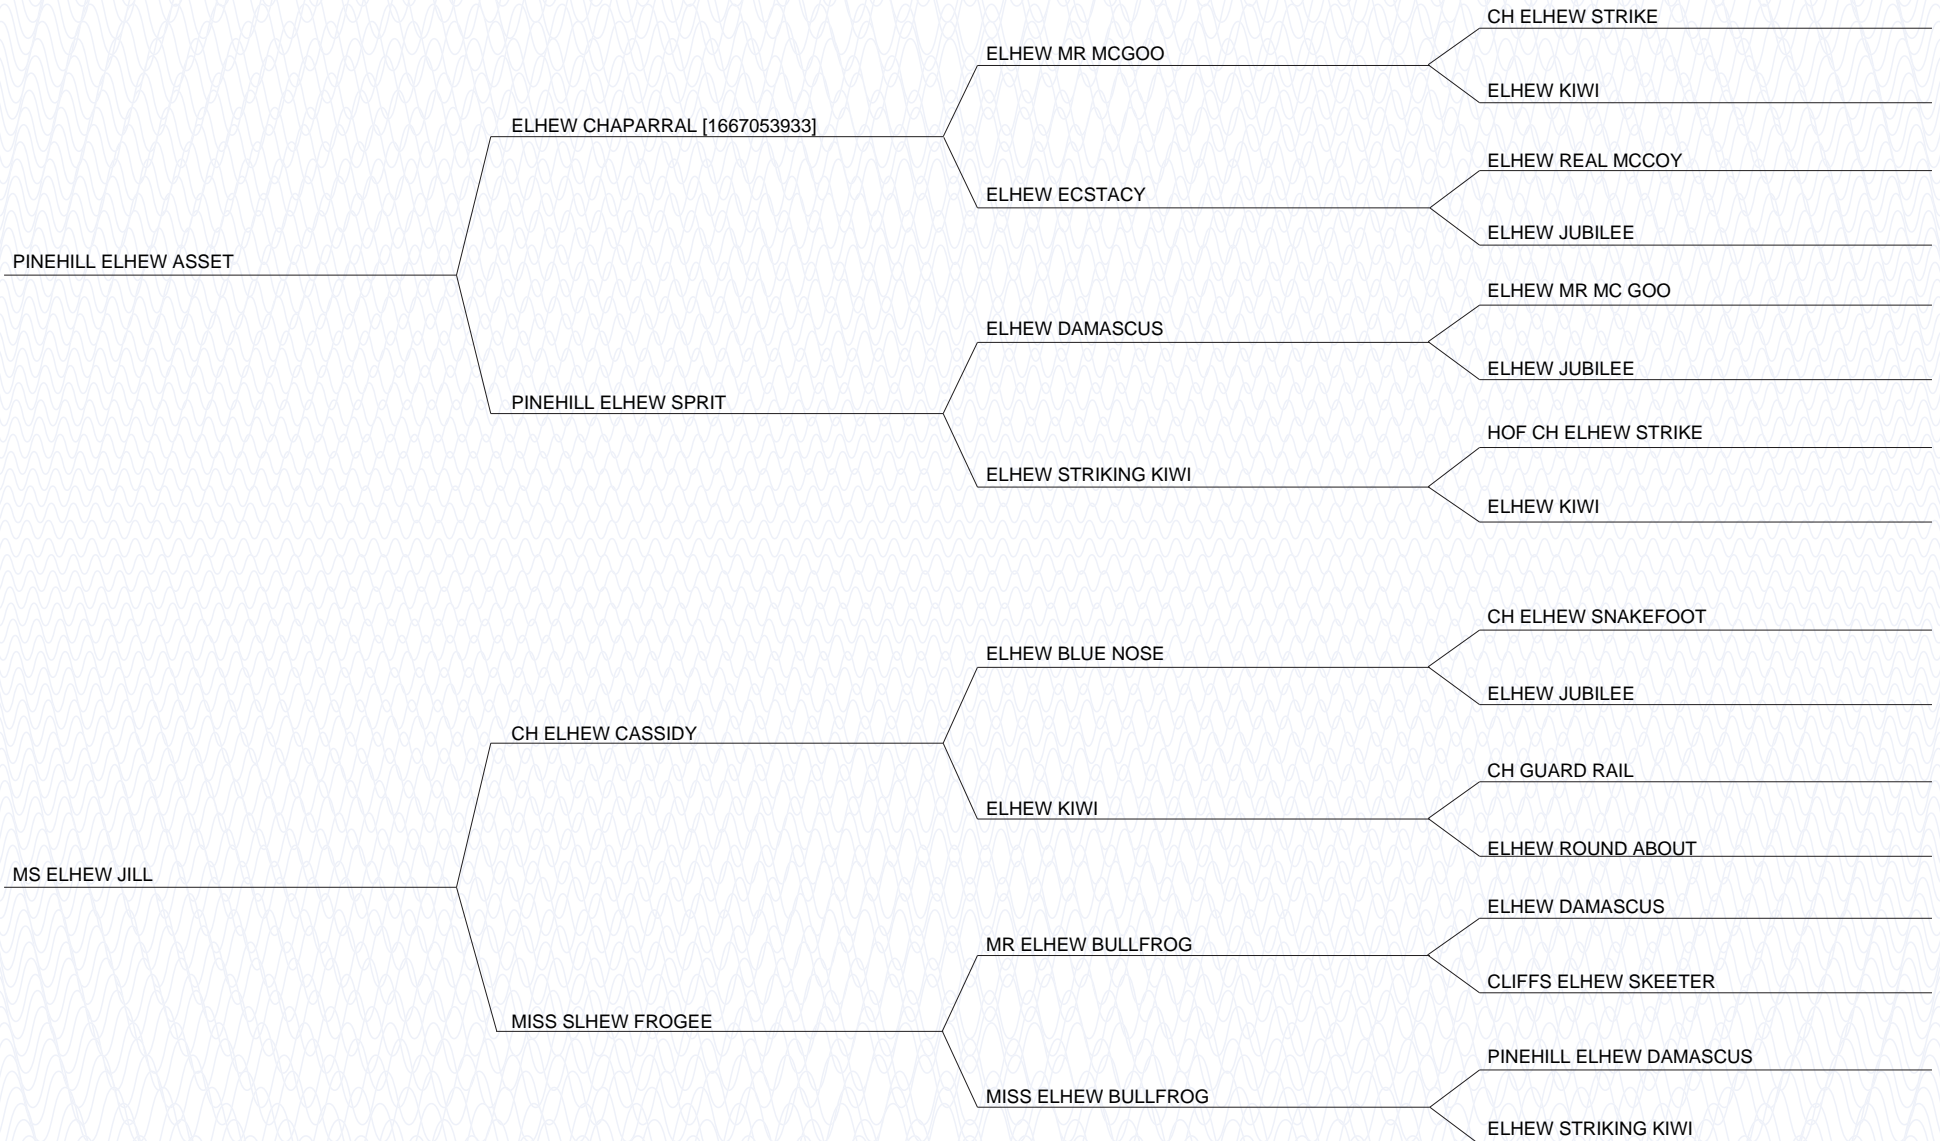 CH ELHEW STRIKE
ELHEW MR MCGOO
ELHEW KIWI
ELHEW CHAPARRAL [1667053933]
ELHEW REAL MCCOY
ELHEW ECSTACY
ELHEW JUBILEE
PINEHILL ELHEW ASSET
ELHEW MR MC GOO
ELHEW DAMASCUS
ELHEW JUBILEE
PINEHILL ELHEW SPRIT
HOF CH ELHEW STRIKE
ELHEW STRIKING KIWI
ELHEW KIWI
CH ELHEW SNAKEFOOT
ELHEW BLUE NOSE
ELHEW JUBILEE
CH ELHEW CASSIDY
CH GUARD RAIL
ELHEW KIWI
ELHEW ROUND ABOUT
MS ELHEW JILL
ELHEW DAMASCUS
MR ELHEW BULLFROG
CLIFFS ELHEW SKEETER
MISS SLHEW FROGEE
PINEHILL ELHEW DAMASCUS
MISS ELHEW BULLFROG
ELHEW STRIKING KIWI